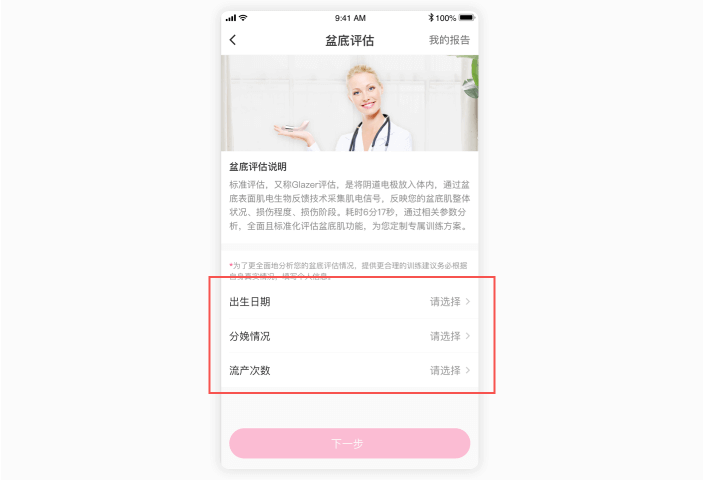 9:41 AM
100%
盆底评估
我的报告
盆底评估说明
标准评估，又称Glazer评估，是将阴道电极放入体内，通过盆
底表面肌电生物反馈技术采集肌电信号，反映您的盆底肌整体
状况、损伤程度、损伤阶段。耗时6分17秒，通过相关参数分
析，全面且标准化评估盆底肌功能，为您定制专属训练方案。
*为了更全面地分析您的盆底评估情况，提供更合理的训练建议务必根据
自身真实情况，填写个人信息。
出生日期
请选择
分娩情况
请选择
流产次数
请选择
下一步